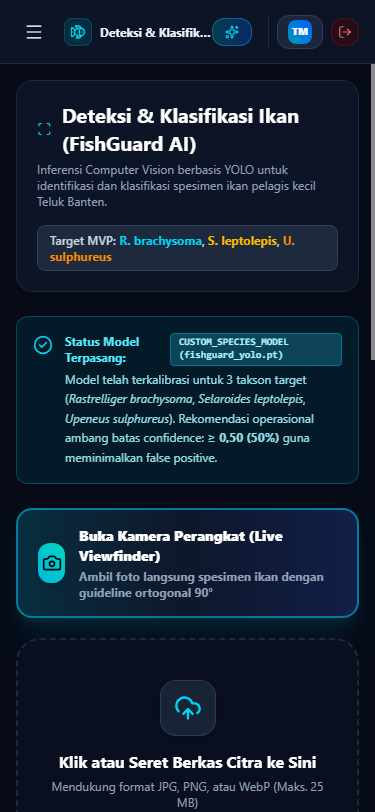 Deteksi & Klasifik...
TM
Deteksi & Klasifikasi Ikan
(FishGuard AI)
Inferensi Computer Vision berbasis YOLO untuk
identifikasi dan klasifikasi spesimen ikan pelagis kecil
Teluk Banten.
Target MVP: R. brachysoma, S. leptolepis, U.
sulphureus
Status Model
Terpasang:
CUSTOM_SPECIES_MODEL
(fishguard_yolo.pt)
Model telah terkalibrasi untuk 3 takson target
(Rastrelliger brachysoma, Selaroides leptolepis,
Upeneus sulphureus). Rekomendasi operasional
ambang batas confidence: ≥ 0,50 (50%) guna
meminimalkan false positive.
Buka Kamera Perangkat (Live
Viewfinder)
Ambil foto langsung spesimen ikan dengan
guideline ortogonal 90°
Klik atau Seret Berkas Citra ke Sini
Mendukung format JPG, PNG, atau WebP (Maks. 25
MB)